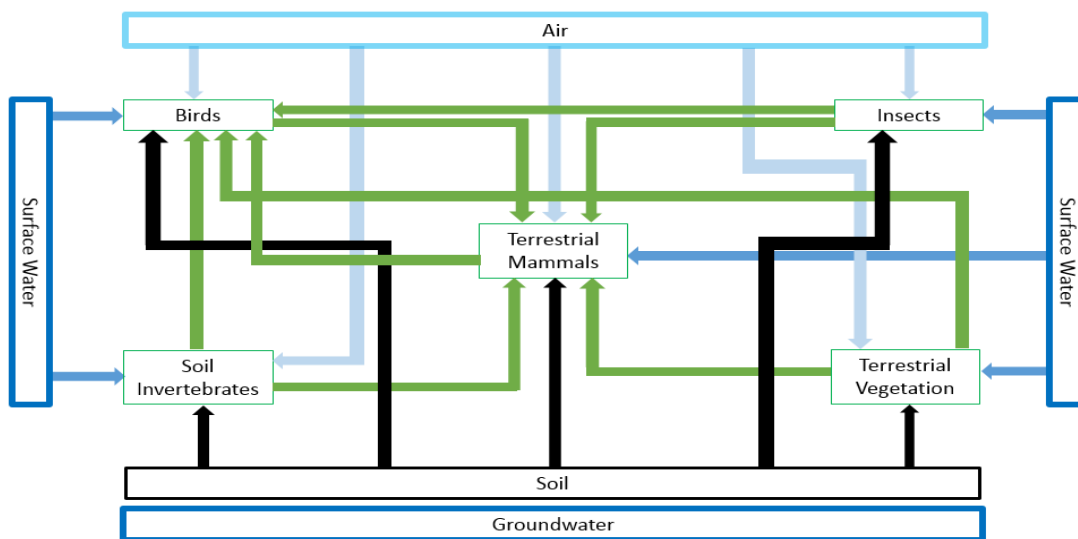 Air
Birds
Insects
Surface Water
Surface Water
Terrestrial
Mammals
Soil
Invertebrates
Terrestrial
Vegetation
Soil
Groundwater